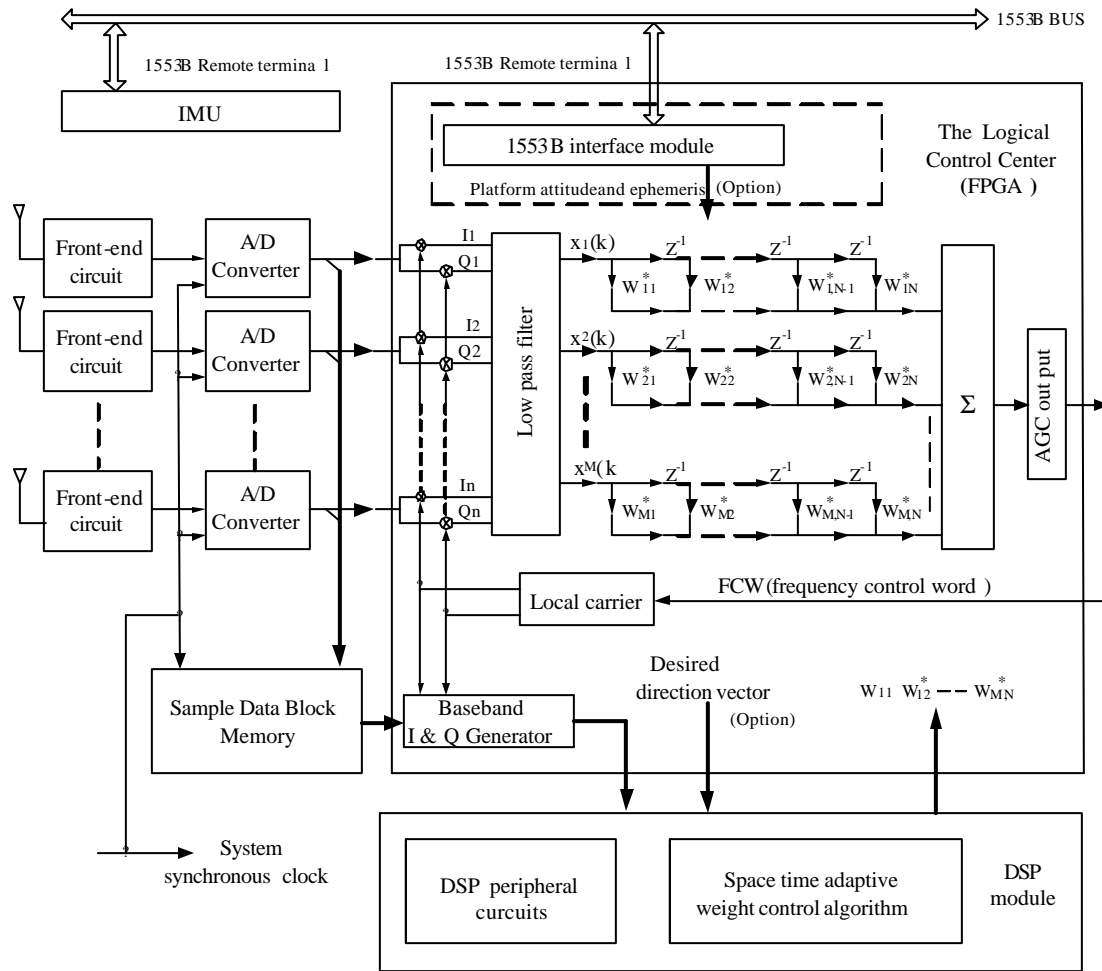 1553B BUS
1553B Remote termina l
1553B Remote termina l
IMU
1553B interface module
The Logical
Control Center
(FPGA )
Platform attitudeand ephemeris (Option)
Front-end
circuit
A/D
Converter
I1
Q1
x1(k)
Z-1
Z-1
Z-1
W*11
W*12
W*1,N-1
W*1N
Front-end
circuit
A/D
Converter
I2
Q2
x2(k)
Z-1
Z-1
Z-1
W*21
W*22
W*2,N-1
W*2N
Low pass filter
Σ
AGC out put
Front-end
circuit
A/D
Converter
In
Qn
xM(k
Z-1
Z-1
Z-1
W*M1
W*M2
W*M,N-1
W*M,N
Local carrier
FCW (frequency control word )
Sample Data Block
Memory
Baseband
I & Q Generator
Desired
direction vector
(Option)
W11 W*12 W*M,N
System
synchronous clock
DSP peripheral
curcuits
Space time adaptive
weight control algorithm
DSP
module